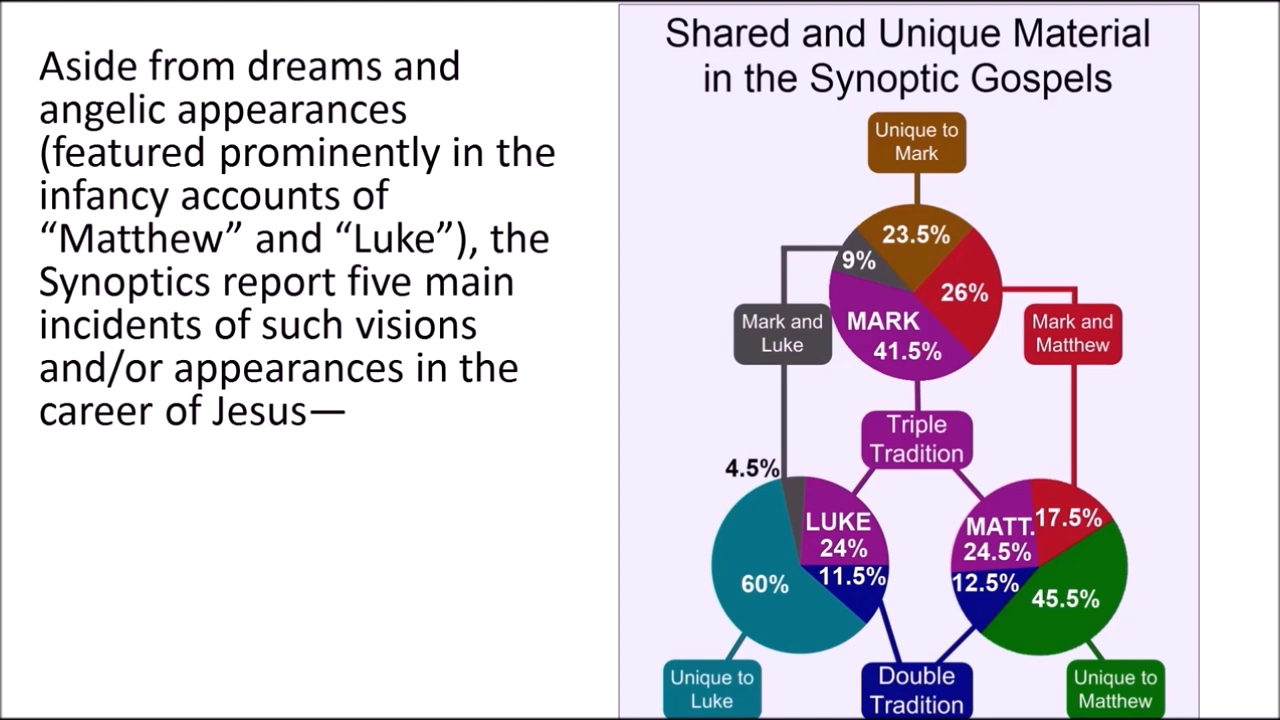 Aside from dreams and
angelic appearances
(featured prominently in the
infancy accounts of
“Matthew” and “Luke”), the
Synoptics report five main
incidents of such visions
and/or appearances in the
career of Jesus—
Shared and Unique Material
in the Synoptic Gospels
Unique to
Mark
23.5%
9%
26%
MARK
41.5%
Mark and
Luke
Mark and
Matthew
Triple
Tradition
4.5%
LUKE
24%
11.5%
60%
MATT.
17.5%
24.5%
12.5%
45.5%
Unique to
Luke
Double
Tradition
Unique to
Matthew